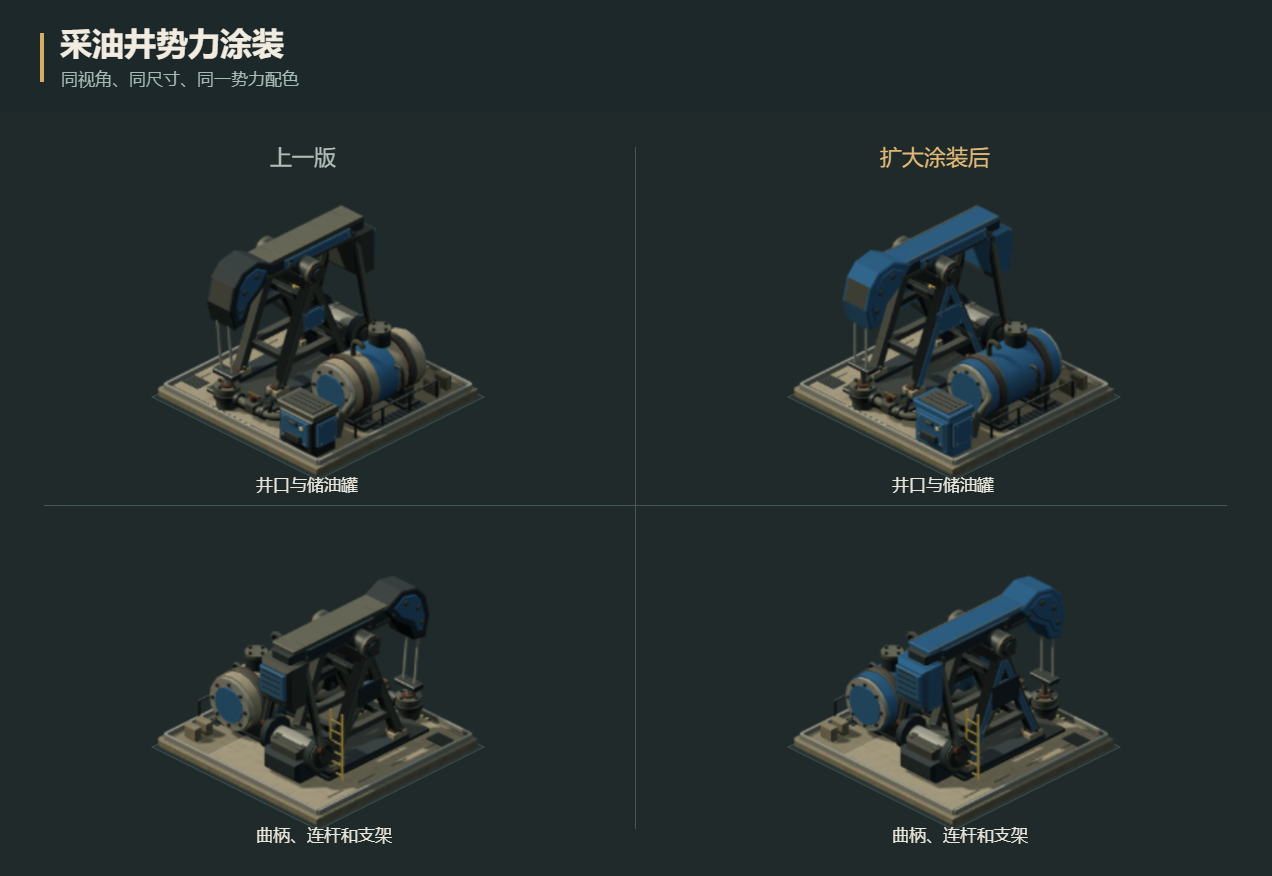 采油井势力涂装
同视角、同尺寸、同一势力配色
上一版
扩大涂装后
井口与储油罐
井口与储油罐
曲柄、连杆和支架
曲柄、连杆和支架